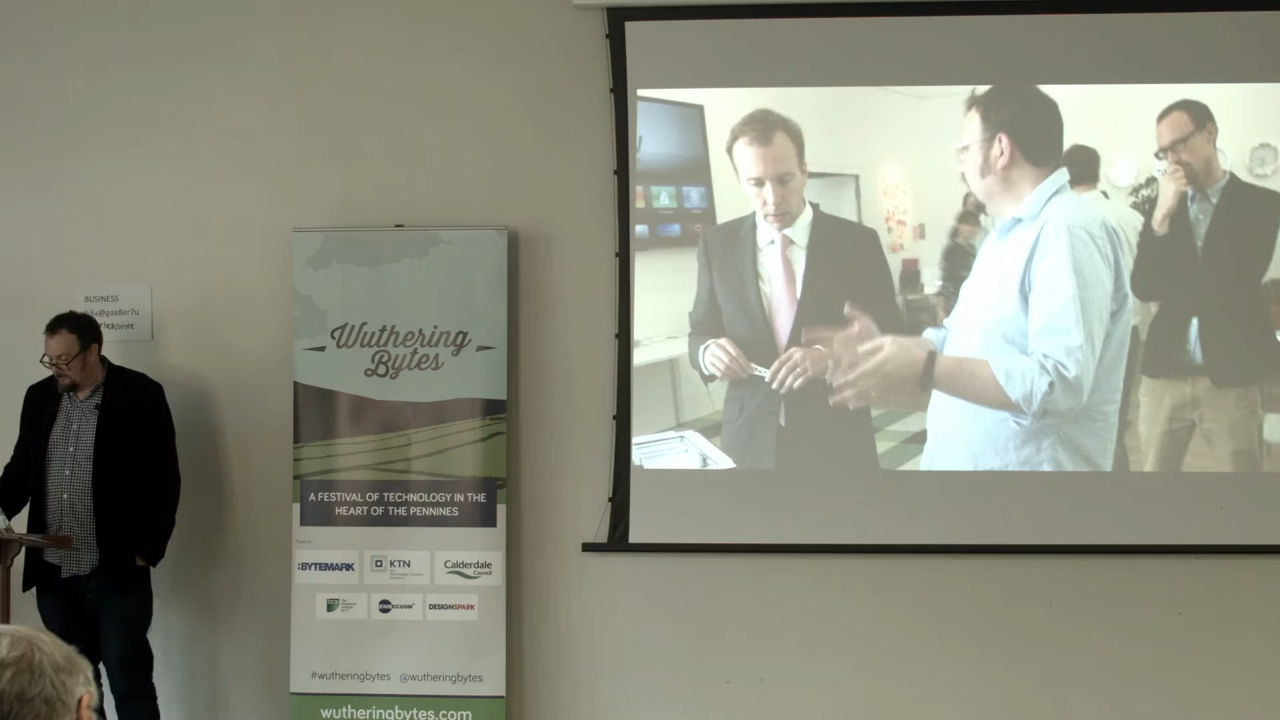 BUSINESS
Wuthering
Bytes
A FESTIVAL OF TECHNOLOGY IN THE
HEART OF THE PENNINES
:BYTEMARK
KTN
Calderdale
Council
EMBECOSM
DESIGNSPARK
#wutheringbytes @wutheringbytes
wutheringbytes.com